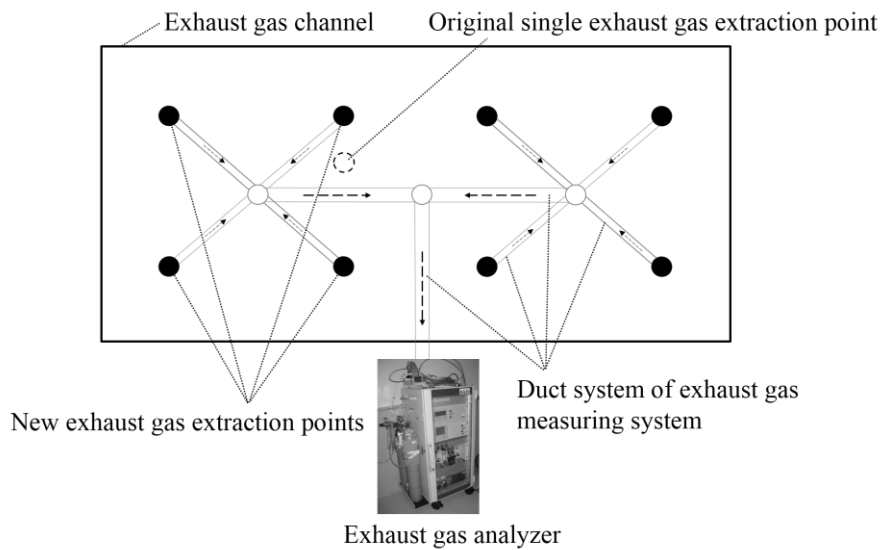 Exhaust gas channel
Original single exhaust gas extraction point
New exhaust gas extraction points
Duct system of exhaust gas
measuring system
Exhaust gas analyzer